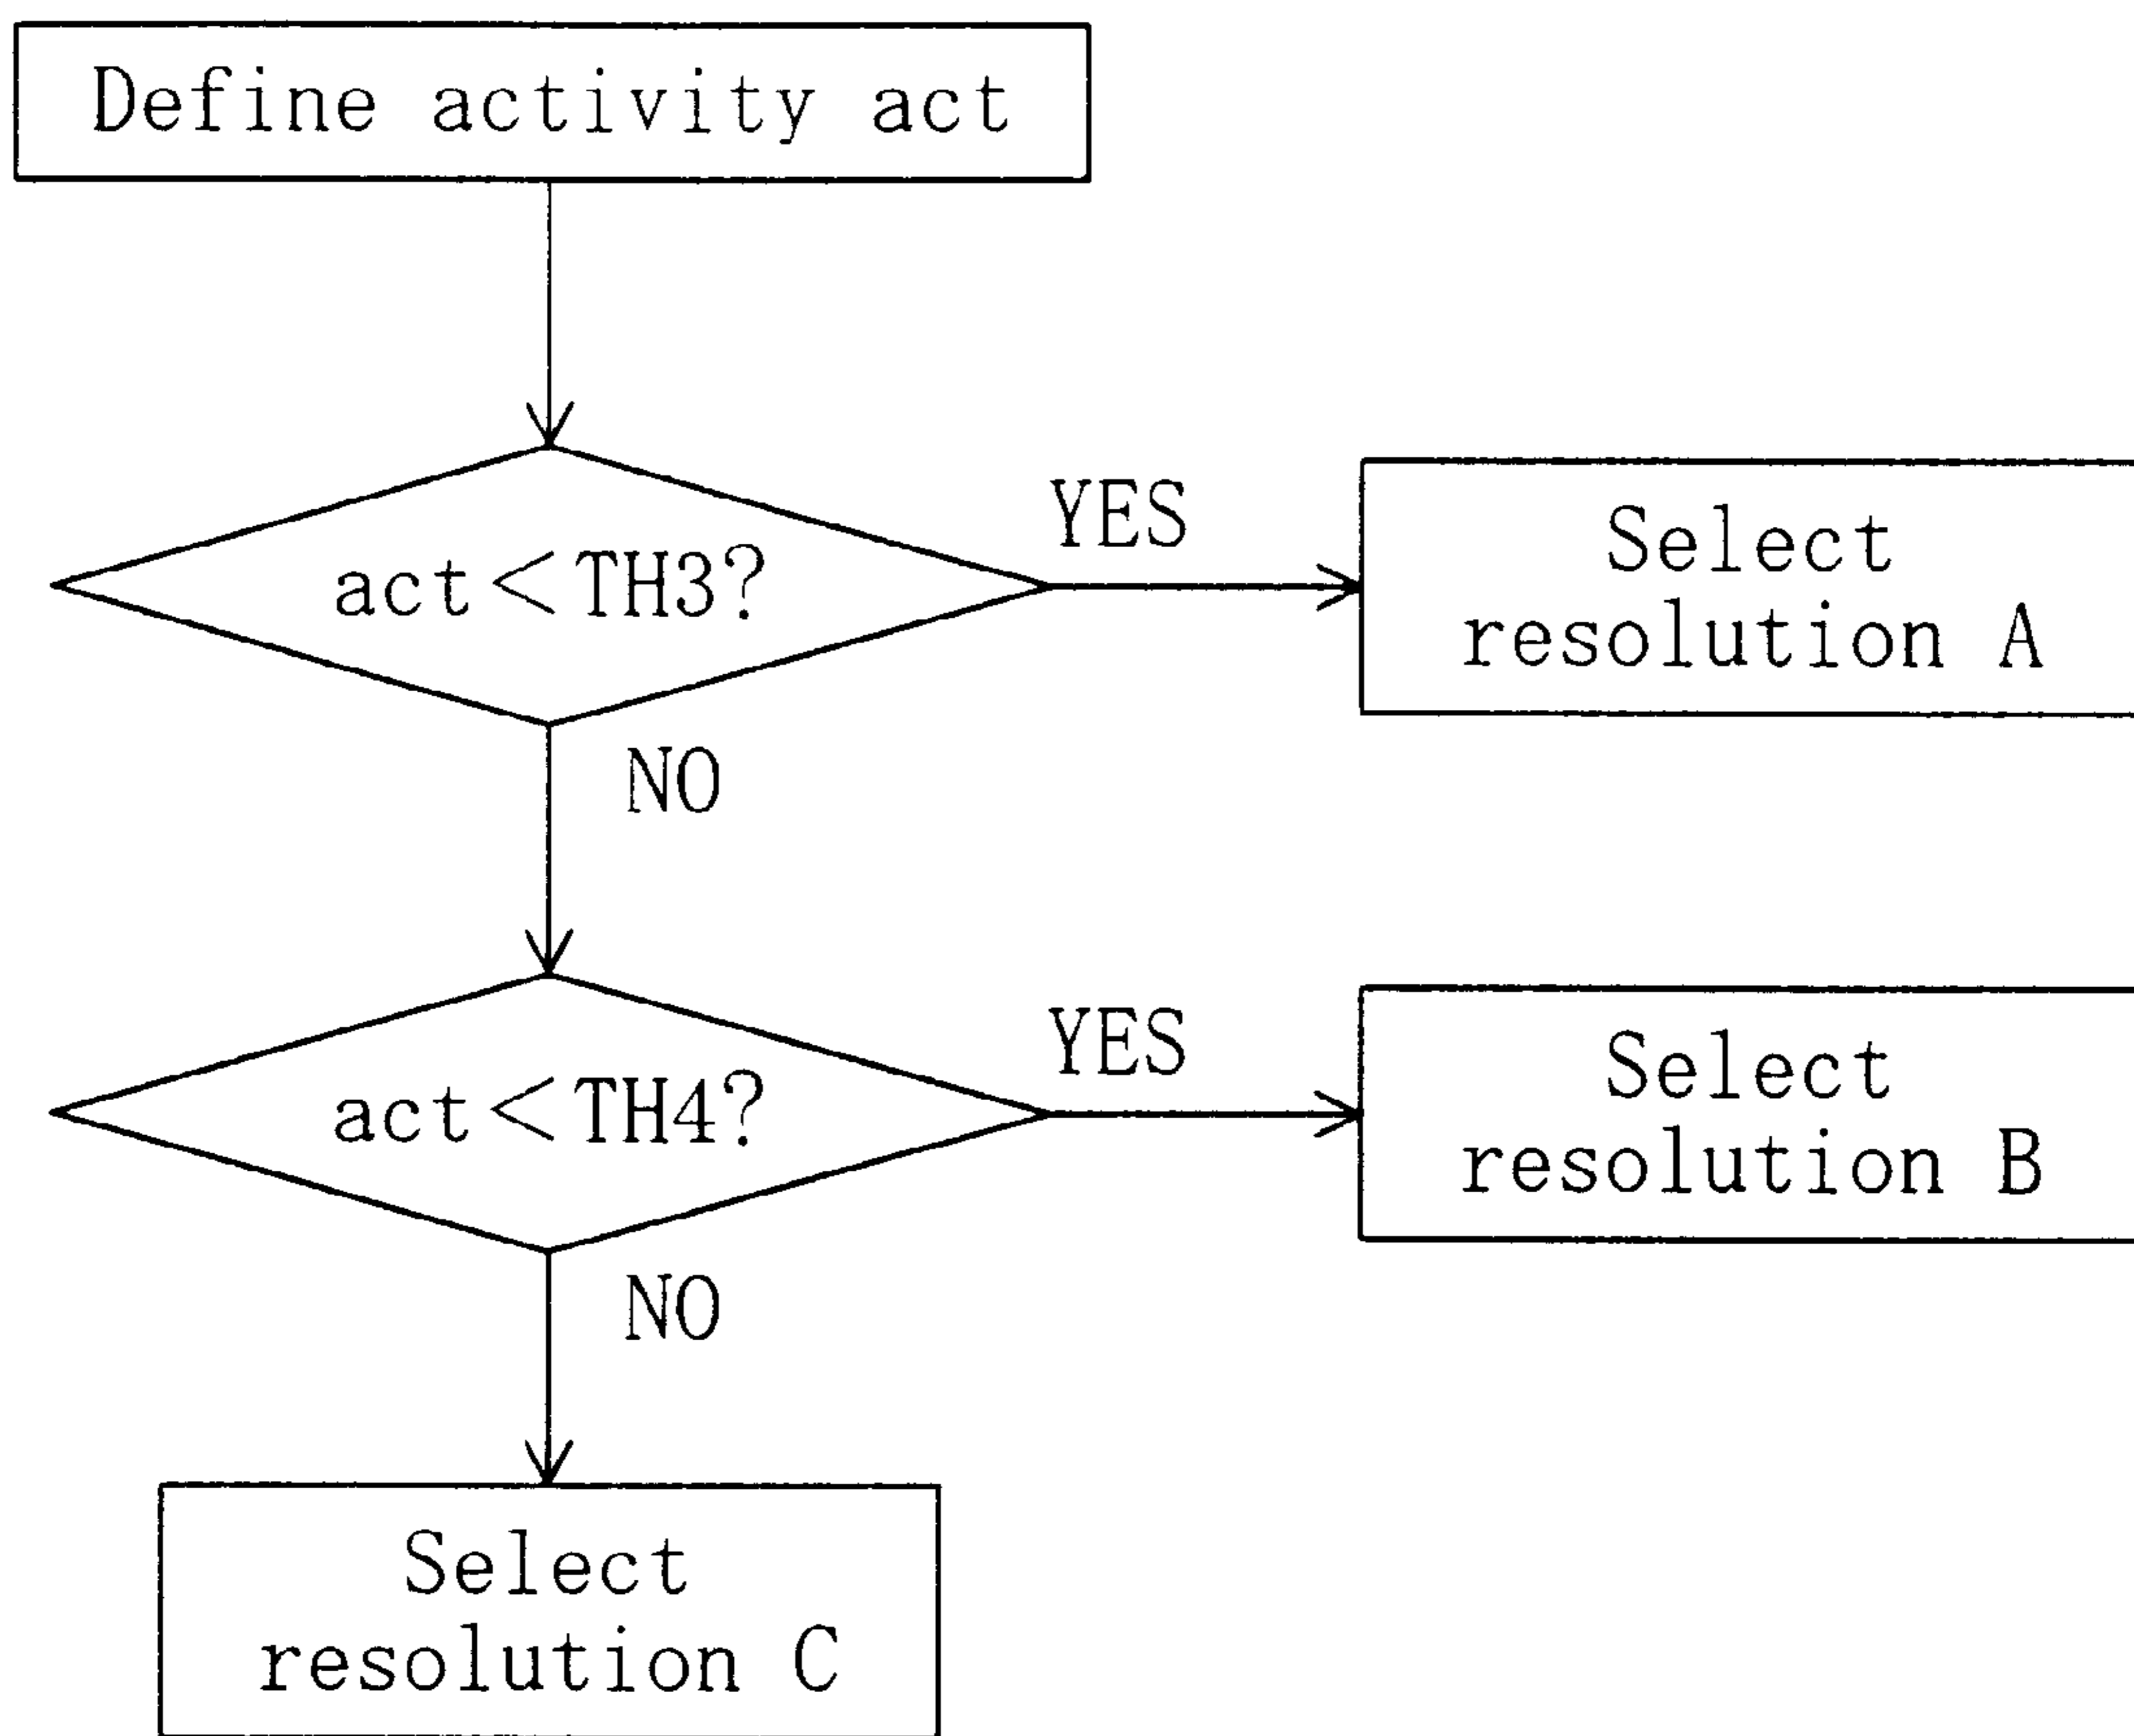 Define activity act
act<TH3?
YES
Select
resolution A
NO
act<TH4?
YES
Select
resolution B
NO
Select
resolution C